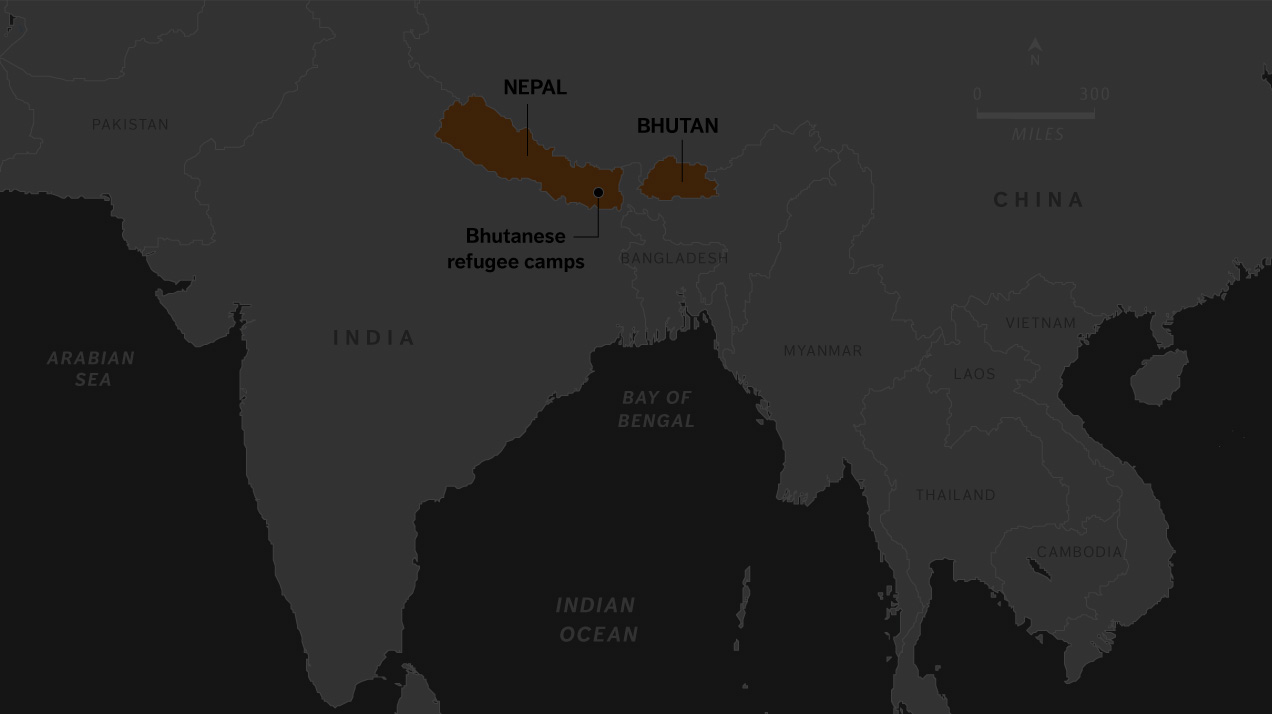 NEPAL
BHUTAN
N
0 300
MILES
PAKISTAN
CHINA
Bhutanese
refugee camps
BANGLADESH
INDIA
VIETNAM
ARABIAN
SEA
MYANMAR
LAOS
BAY OF
BENGAL
THAILAND
CAMBODIA
INDIAN
OCEAN